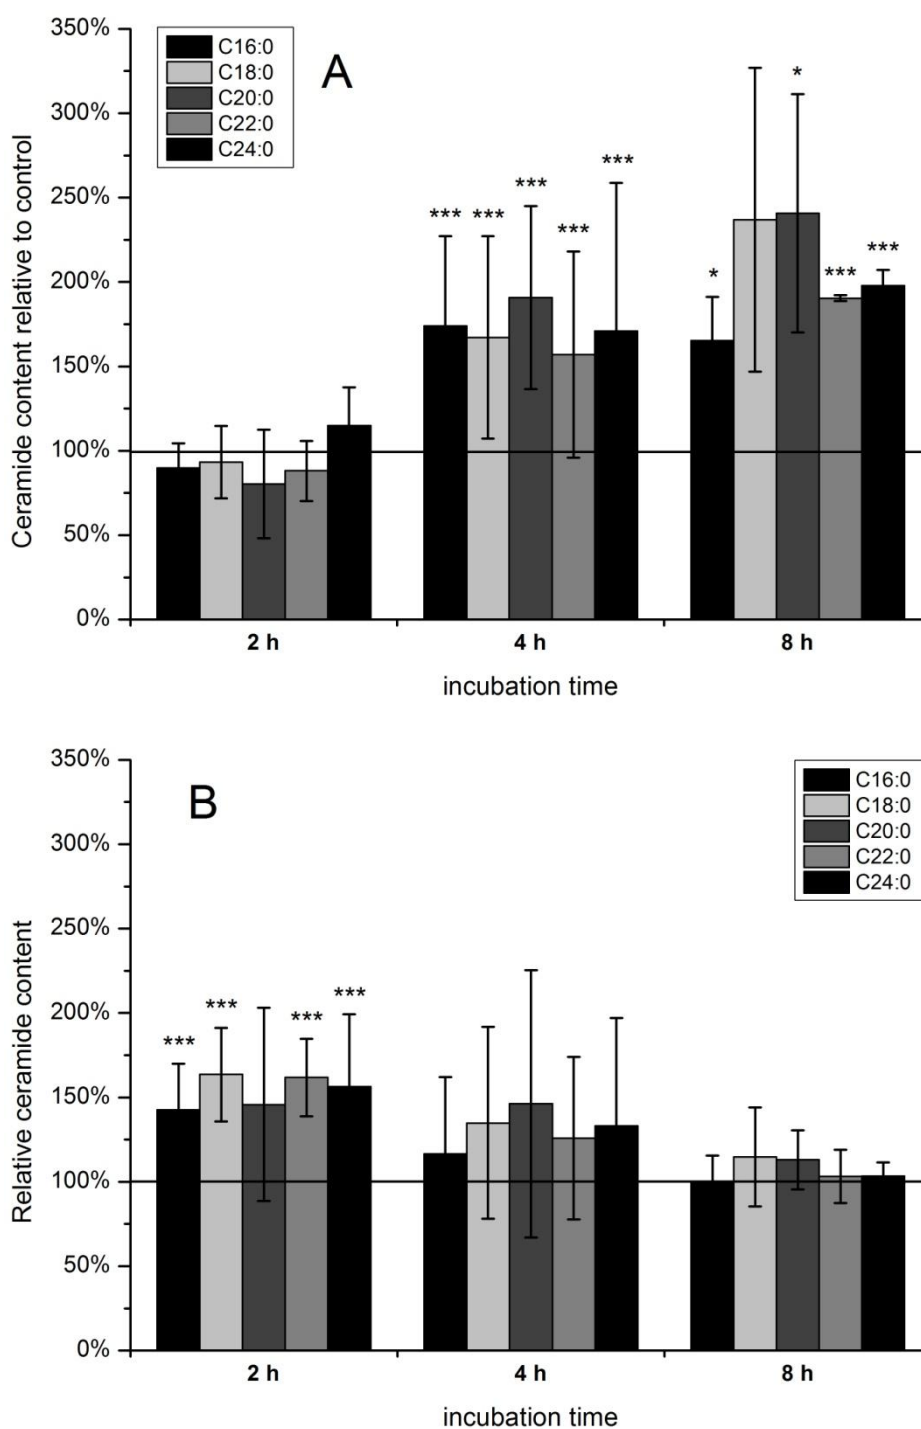 350%
300%
250%
200%
150%
100%
50%
0%
Ceramide content relative to control
C16:0
C18:0
C20:0
C22:0
C24:0
A
***
***
***
***
***
*
*
***
***
2 h
4 h
8 h
incubation time
350%
300%
250%
200%
150%
100%
50%
0%
Relative ceramide content
B
C16:0
C18:0
C20:0
C22:0
C24:0
***
***
***
***
2 h
4 h
8 h
incubation time